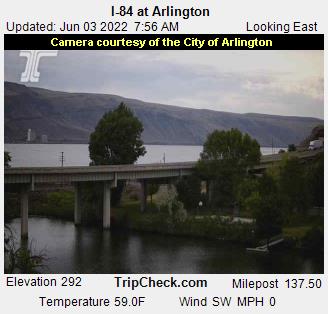 I-84 at Arlington
Updated: Jun 03 2022 7:56 AM Looking East
Camera courtesy of the City of Arlington
Elevation 292 TripCheck.com Milepost 137.50
Temperature 59.0F Wind SW MPH 0